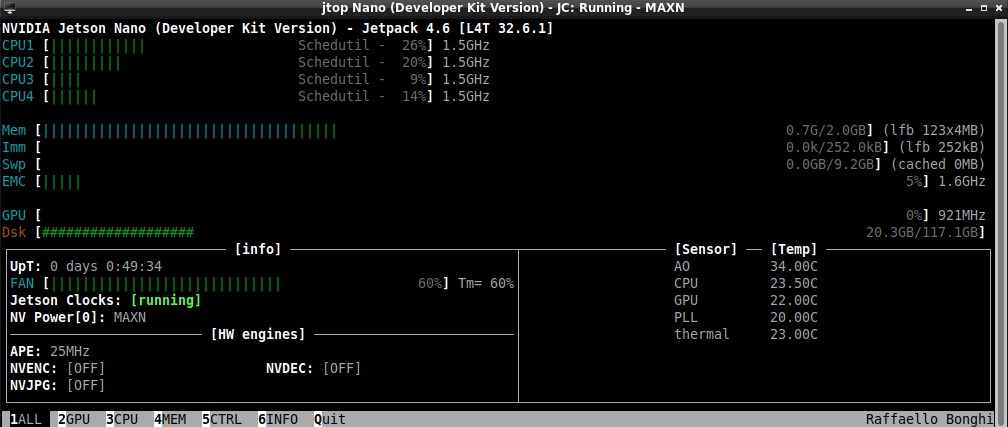 jtop Nano (Developer Kit Version) - JC: Running - MAXN
NVIDIA Jetson Nano (Developer Kit Version) - Jetpack 4.6 [L4T 32.6.1]
CPU1 [|||||||||||| Schedutil - 26%] 1.5GHz
CPU2 [||||||||| Schedutil - 20%] 1.5GHz
CPU3 [|||| Schedutil - 9%] 1.5GHz
CPU4 [|||||| Schedutil - 14%] 1.5GHz
Mem [||||||||||||||||||||||||||||||||||||| 0.7G/2.0GB] (lfb 123x4MB)
Imm [ 0.0k/252.0kB] (lfb 252kB)
Swp [ 0.0GB/9.2GB] (cached 0MB)
EMC [||||| 5%] 1.6GHz
GPU [ 0%] 921MHz
Dsk [################### 20.3GB/117.1GB]
[info] [Sensor] [Temp]
UpT: 0 days 0:49:34 AO 34.00C
FAN [||||||||||||||||||||||||||||| 60%] Tm= 60% CPU 23.50C
Jetson Clocks: [running] GPU 22.00C
NV Power[0]: MAXN PLL 20.00C
[HW engines] thermal 23.00C
APE: 25MHz
NVENC: [OFF] NVDEC: [OFF]
NVJPG: [OFF]
1ALL 2GPU 3CPU 4MEM 5CTRL 6INFO Quit Raffaello Bonghi